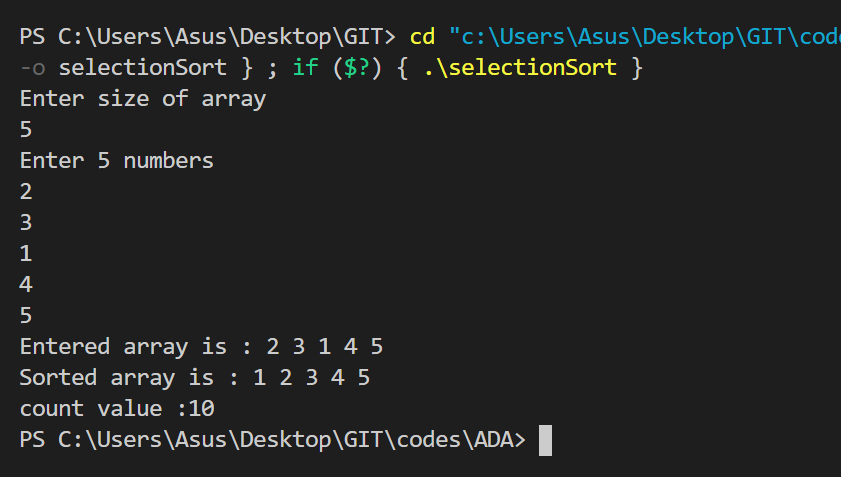 PS C:\Users\Asus\Desktop\GIT> cd "c:\Users\Asus\Desktop\GIT\code
-o selectionSort } ; if ($?) { .\selectionSort }
Enter size of array
5
Enter 5 numbers
2
3
1
4
5
Entered array is : 2 3 1 4 5
Sorted array is : 1 2 3 4 5
count value :10
PS C:\Users\Asus\Desktop\GIT\codes\ADA>